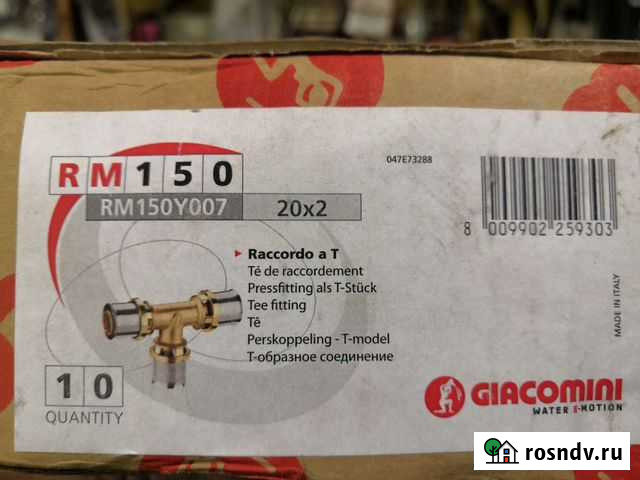 RM150
047E73288
RM150Y007 20x2
8 009902 259303
Raccordo a T
Té de raccordement
Pressfitting als T-Stück
Tee fitting
Tê
Perskoppeling - T-model
Т-образное соединение
MADE IN ITALY
10
QUANTITY
GIACOMINI
WATER E-MOTION
rosndv.ru